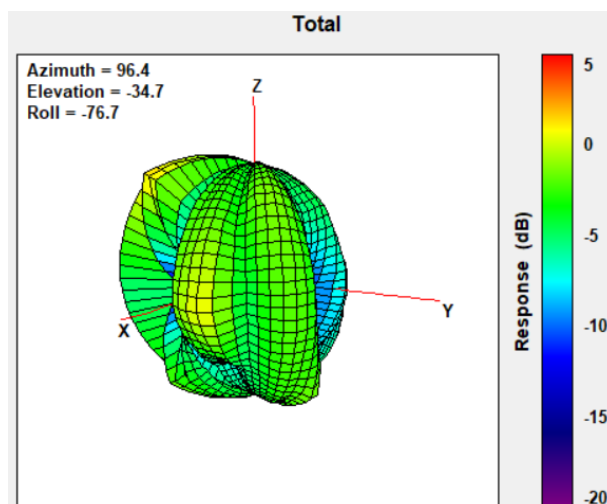 Total
Azimuth = 96.4
Elevation = -34.7
Roll = -76.7
Z
X
Y
5
0
-5
-10
-15
-20
Response (dB)